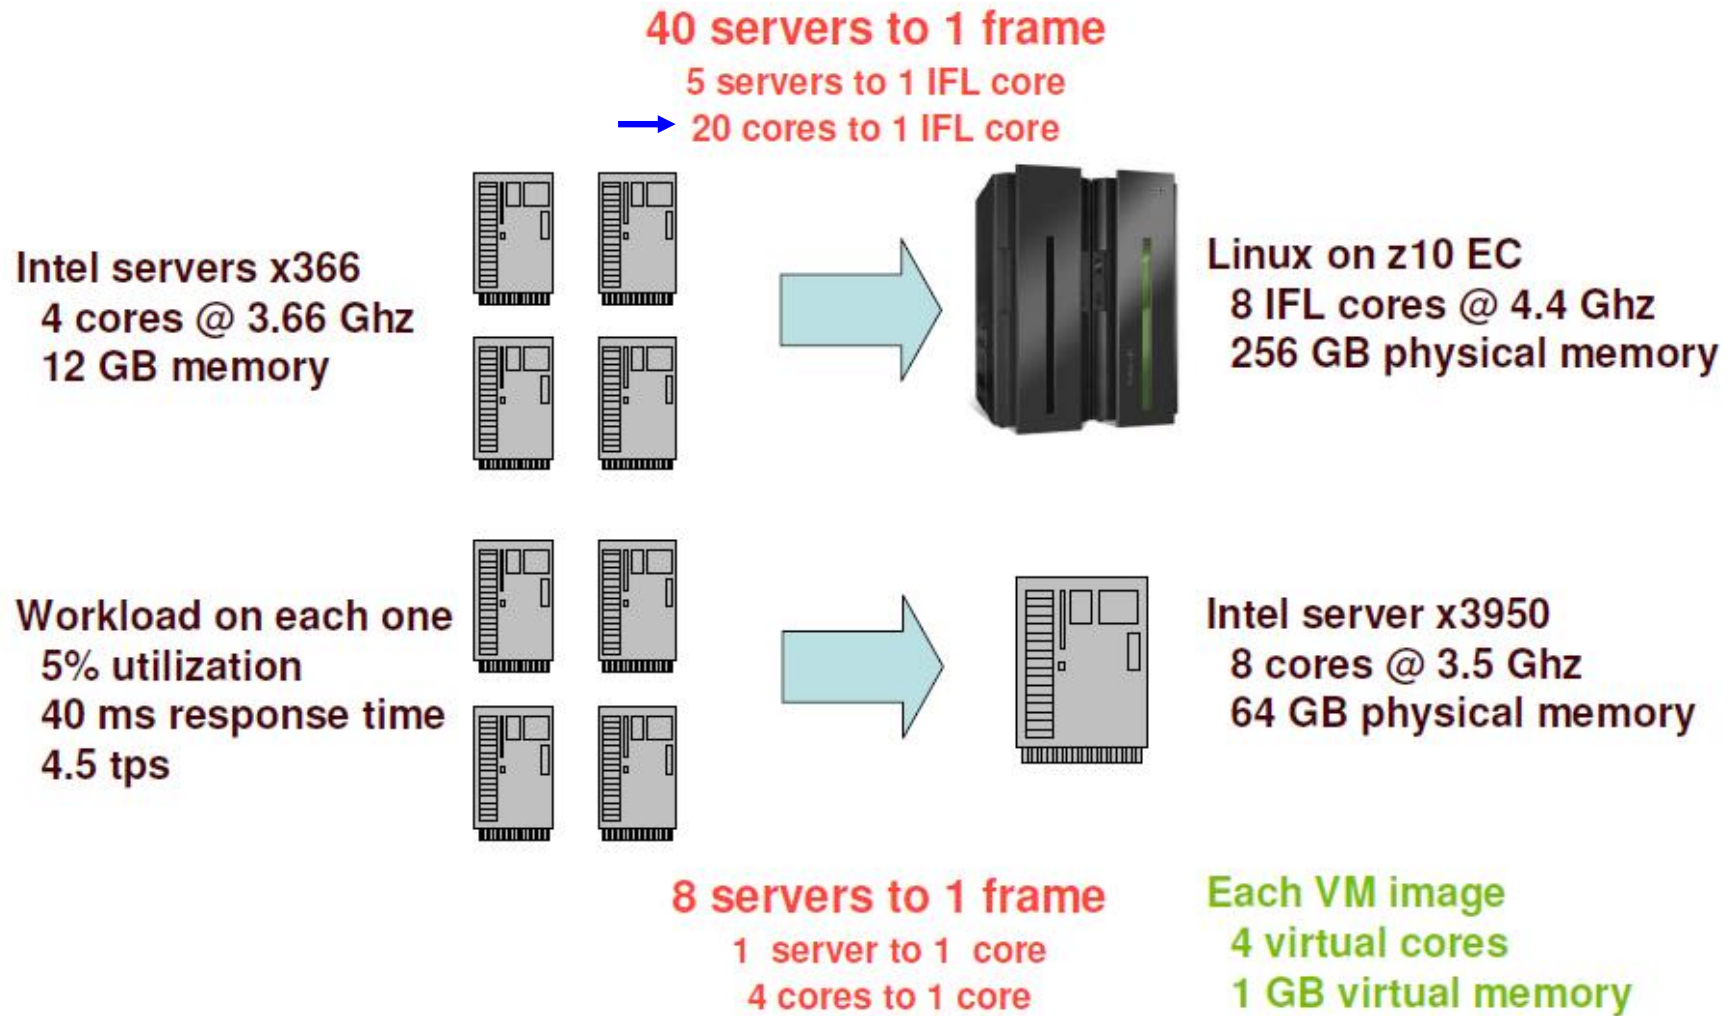 40 servers to 1 frame
5 servers to 1 IFL core
20 cores to 1 IFL core
Intel servers x366
4 cores @ 3.66 Ghz
12 GB memory
Linux on z10 EC
8 IFL cores @ 4.4 Ghz
256 GB physical memory
Workload on each one
5% utilization
40 ms response time
4.5 tps
Intel server x3950
8 cores @ 3.5 Ghz
64 GB physical memory
8 servers to 1 frame
1 server to 1 core
4 cores to 1 core
Each VM image
4 virtual cores
1 GB virtual memory